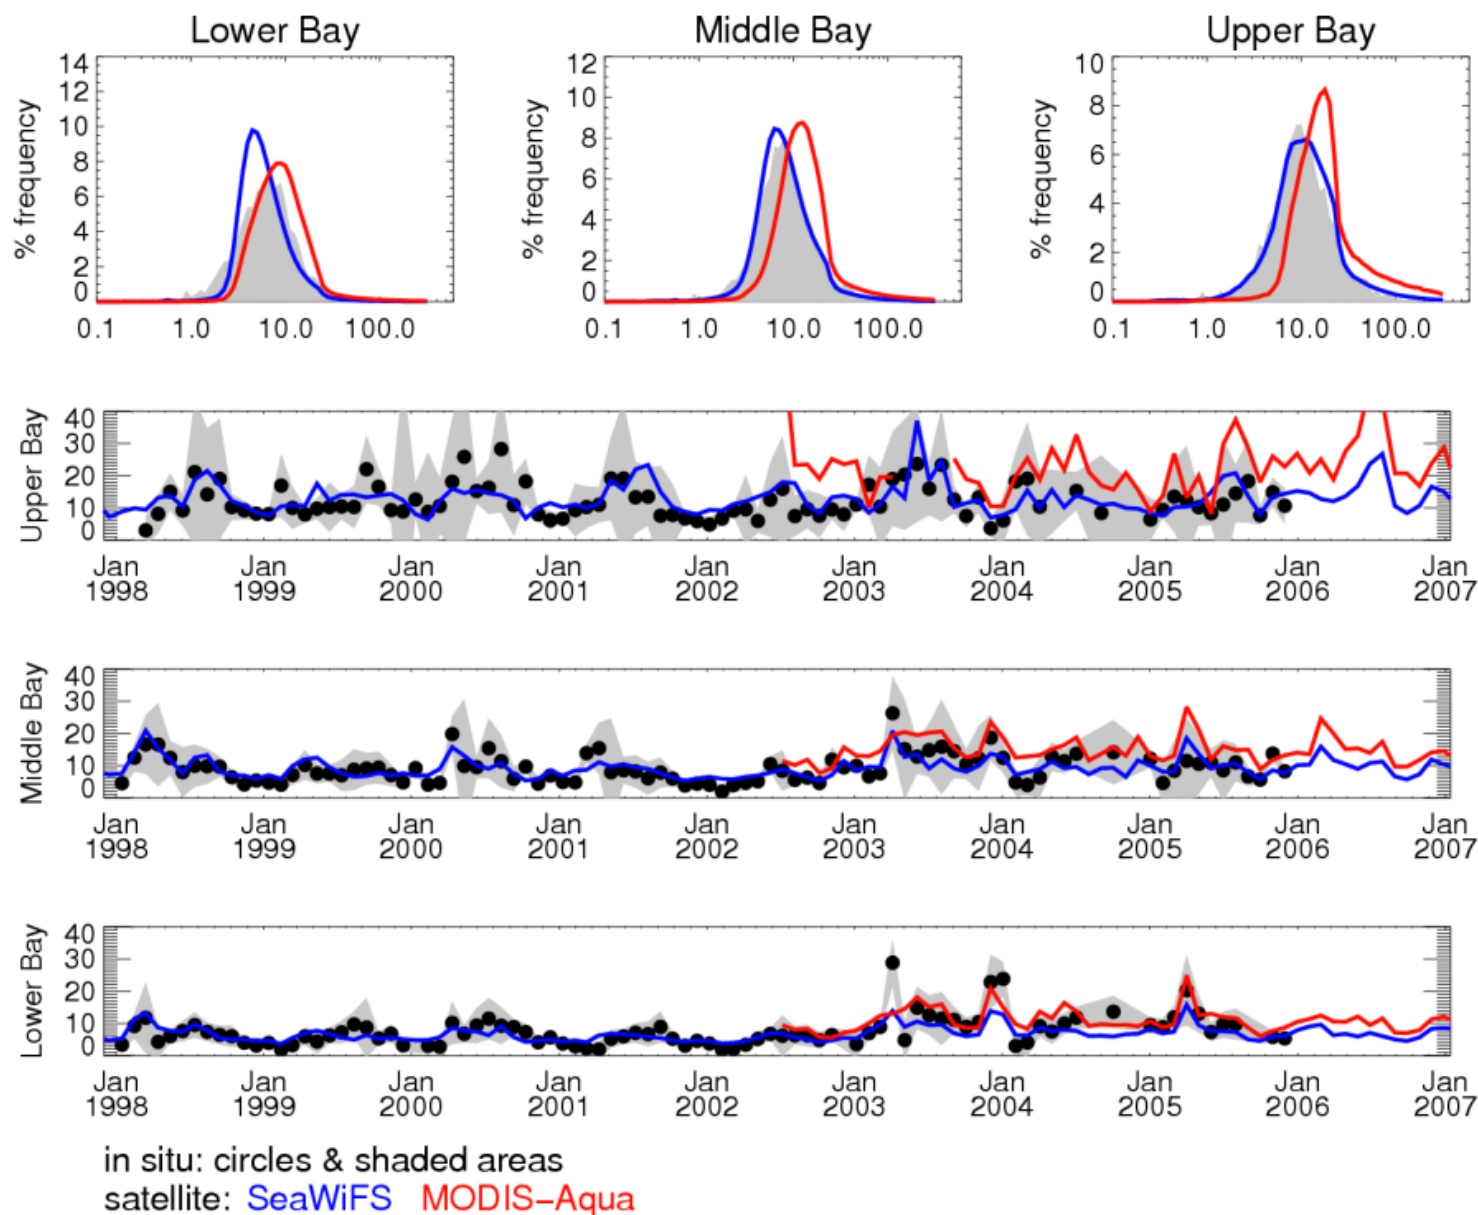 Lower Bay Middle Bay Upper Bay
% frequency
14
12
10
8
6
4
2
0
0.1 1.0 10.0 100.0
% frequency
12
10
8
6
4
2
0
0.1 1.0 10.0 100.0
% frequency
10
8
6
4
2
0
0.1 1.0 10.0 100.0
Upper Bay
40
30
20
10
0
Jan Jan Jan Jan Jan Jan Jan Jan Jan Jan
1998 1999 2000 2001 2002 2003 2004 2005 2006 2007
Middle Bay
40
30
20
10
0
Jan Jan Jan Jan Jan Jan Jan Jan Jan Jan
1998 1999 2000 2001 2002 2003 2004 2005 2006 2007
Lower Bay
40
30
20
10
0
Jan Jan Jan Jan Jan Jan Jan Jan Jan Jan
1998 1999 2000 2001 2002 2003 2004 2005 2006 2007
in situ: circles & shaded areas
satellite: SeaWiFS MODIS-Aqua